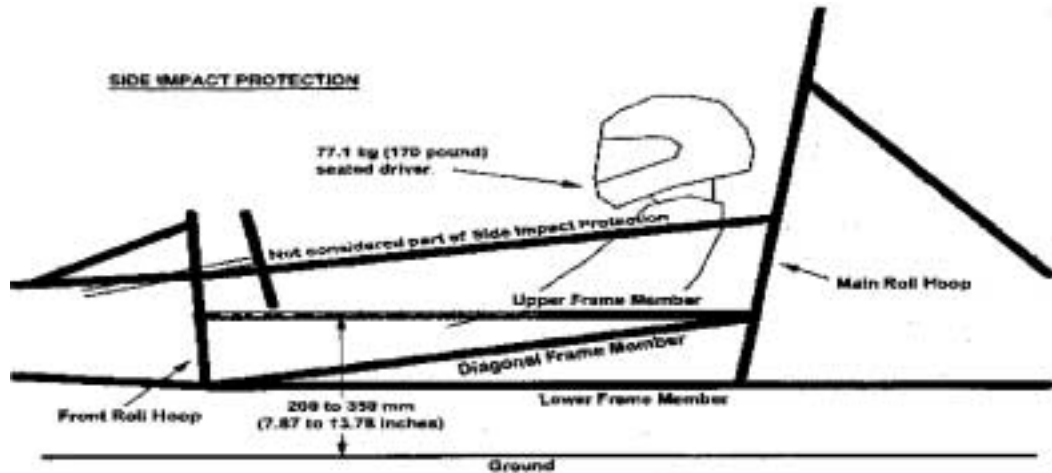 SIDE IMPACT PROTECTION
77.1 kg (170 pound)
seated driver.
Not considered part of Side Impact Protection
Upper Frame Member
Main Roll Hoop
Diagonal Frame Member
Front Roll Hoop
Lower Frame Member
to 350 mm
(7.87 to 13.78 inches)
Ground